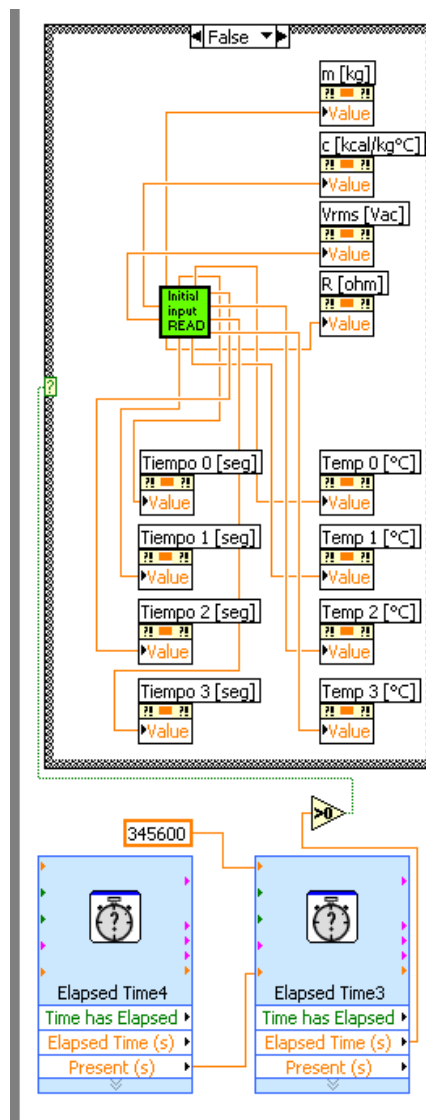 False
m [kg]
Value
c [kcal/kg°C]
Value
Vrms [Vac]
Value
R [ohm]
Value
Initial
input
READ
?
Tiempo 0 [seg]
Value
Temp 0 [°C]
Value
Tiempo 1 [seg]
Value
Temp 1 [°C]
Value
Tiempo 2 [seg]
Value
Temp 2 [°C]
Value
Tiempo 3 [seg]
Value
Temp 3 [°C]
Value
>0
345600
?
Elapsed Time4
Time has Elapsed
Elapsed Time (s)
Present (s)
?
Elapsed Time3
Time has Elapsed
Elapsed Time (s)
Present (s)